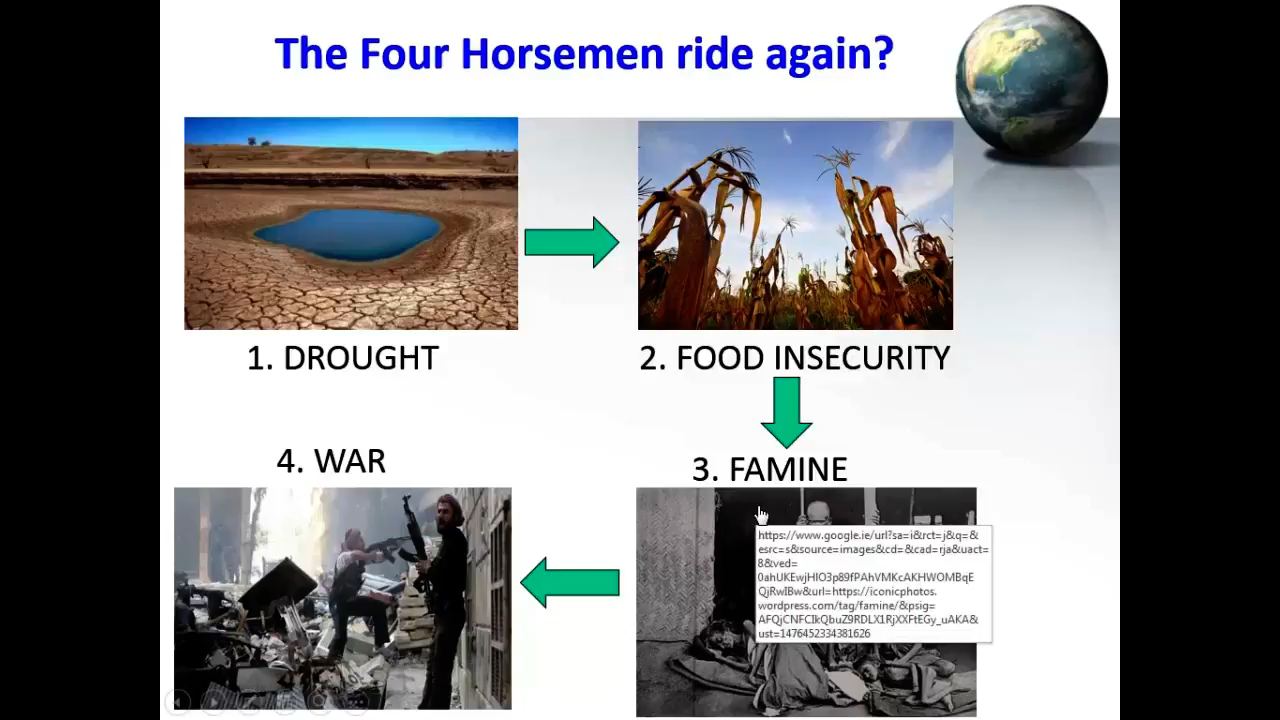 The Four Horsemen ride again?
1. DROUGHT
2. FOOD INSECURITY
4. WAR
3. FAMINE
https://www.google.ie/url?sa=i&rct=j&q=&
esrc=s&source=images&cd=&cad=rja&uact=
8&ved=
0ahUKEwjHlO3p89fPAhVMKcAKHWOMBqE
QjRwIBw&url=https://iconicphotos.
wordpress.com/tag/famine/&psig=
AFQjCNFCIkQbuZ9RDLX1RjXXFtEGy_uAKA&
ust=1476452334381626